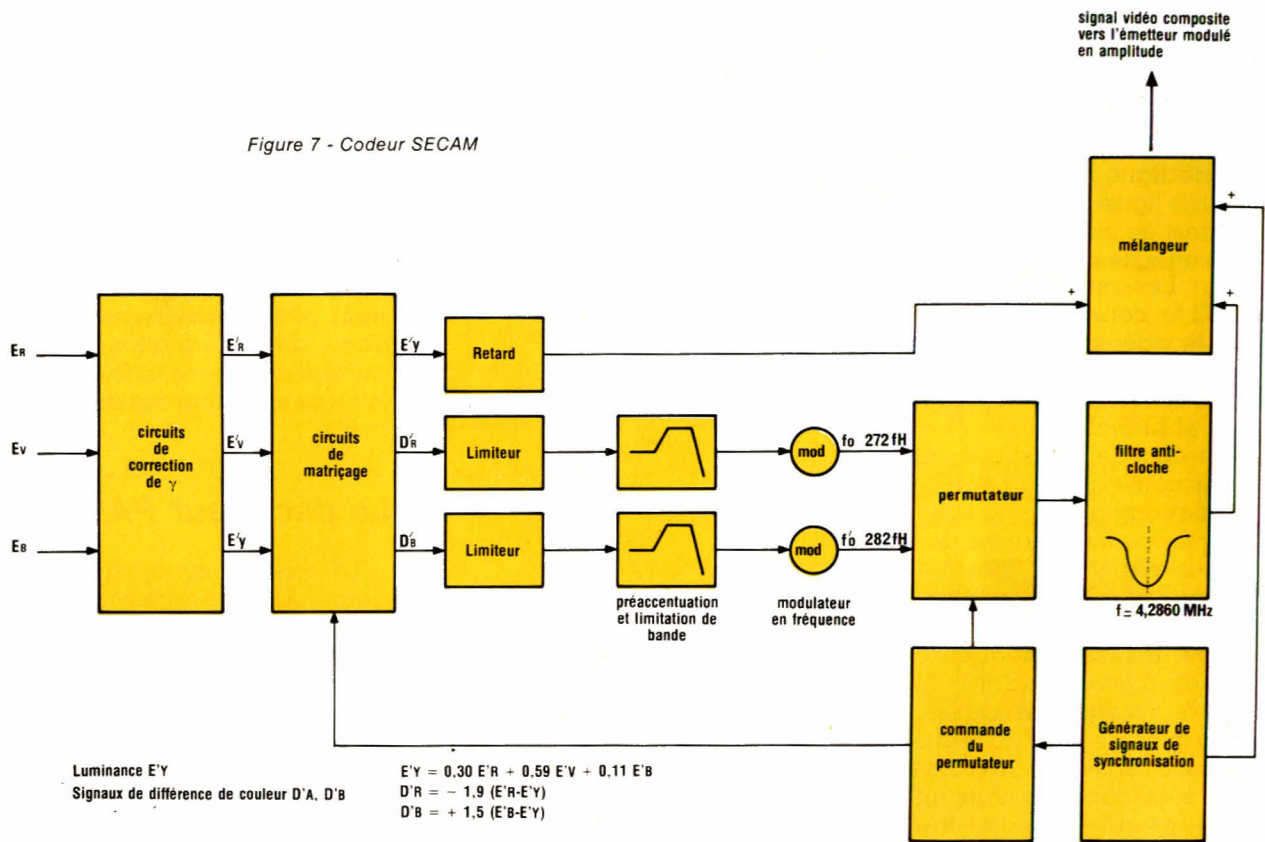 signal vidéo composite
vers l'émetteur modulé
en amplitude
Figure 7 - Codeur SECAM
+
mélangeur
+
+
ER
E'R
E'y
Retard
EV
circuits
de
correction
de γ
E'V
circuits
de
matriçage
D'R
Limiteur
mod
fo 272 fH
permutateur
filtre anti-
cloche
EB
E'y
D'B
Limiteur
mod
f'o 282 fH
préaccentuation
et limitation de
bande
modulateur
en fréquence
f = 4,2860 MHz
commande
du
permutateur
Générateur de
signaux de
synchronisation
Luminance E'Y
E'Y = 0,30 E'R + 0,59 E'V + 0,11 E'B
Signaux de différence de couleur D'A, D'B
D'R = - 1,9 (E'R-E'Y)
D'B = + 1,5 (E'B-E'Y)